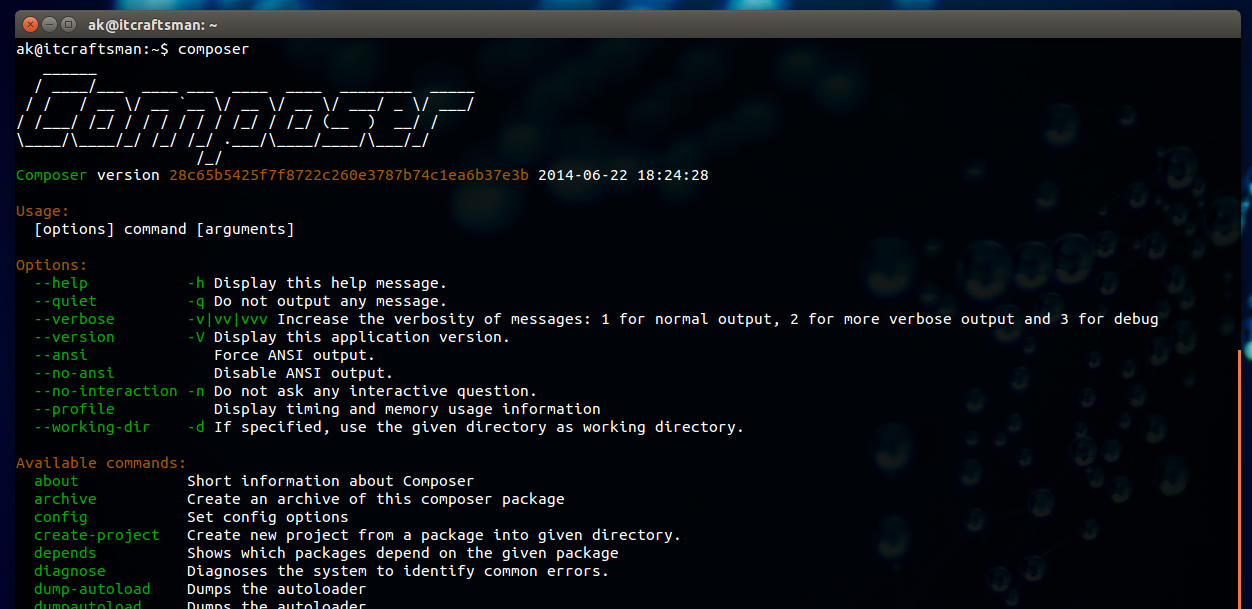 ak@itcraftsman: ~
ak@itcraftsman:~$ composer
Composer
Composer version 28c65b5425f7f8722c260e3787b74c1ea6b37e3b 2014-06-22 18:24:28
Usage:
[options] command [arguments]
Options:
--help -h Display this help message.
--quiet -q Do not output any message.
--verbose -v|vv|vvv Increase the verbosity of messages: 1 for normal output, 2 for more verbose output and 3 for debug
--version -V Display this application version.
--ansi Force ANSI output.
--no-ansi Disable ANSI output.
--no-interaction -n Do not ask any interactive question.
--profile Display timing and memory usage information
--working-dir -d If specified, use the given directory as working directory.
Available commands:
about Short information about Composer
archive Create an archive of this composer package
config Set config options
create-project Create new project from a package into given directory.
depends Shows which packages depend on the given package
diagnose Diagnoses the system to identify common errors.
dump-autoload Dumps the autoloader
dumpautoload Dumps the autoloader